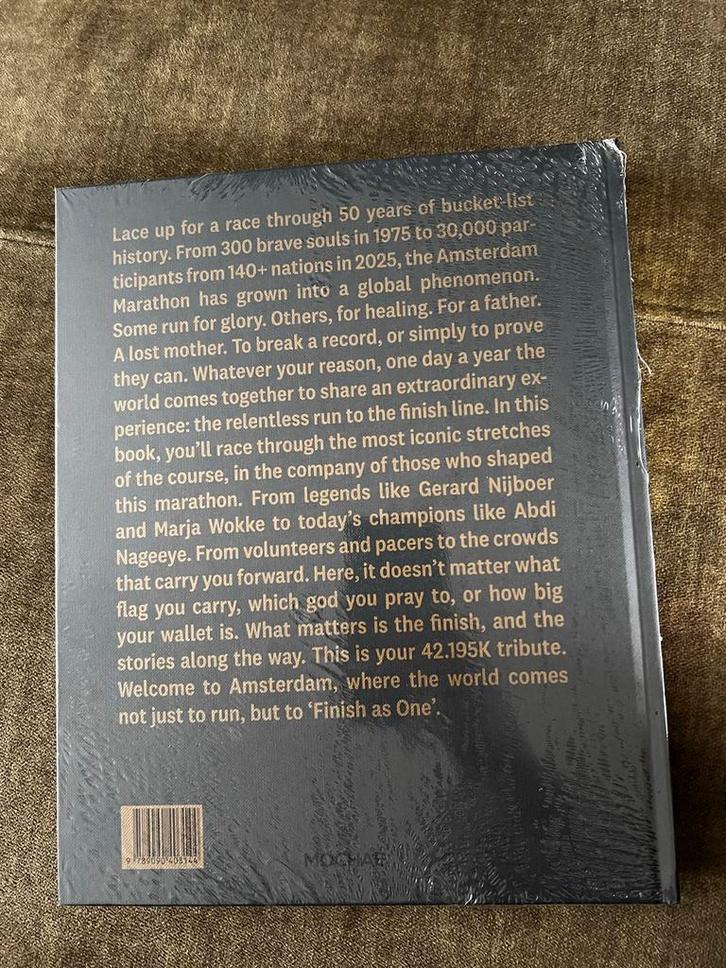 Lace up for a race through 50 years of bucket-list
history. From 300 brave souls in 1975 to 30,000 par-
ticipants from 140+ nations in 2025, the Amsterdam
Marathon has grown into a global phenomenon.
Some run for glory. Others, for healing. For a father.
A lost mother. To break a record, or simply to prove
they can. Whatever your reason, one day a year the
world comes together to share an extraordinary ex-
perience: the relentless run to the finish line. In this
book, you'll race through the most iconic stretches
of the course, in the company of those who shaped
this marathon. From legends like Gerard Nijboer
and Marja Wokke to today's champions like Abdi
Nageeye. From volunteers and pacers to the crowds
that carry you forward. Here, it doesn't matter what
flag you carry, which god you pray to, or how big
your wallet is. What matters is the finish, and the
stories along the way. This is your 42.195K tribute.
Welcome to Amsterdam, where the world comes
not just to run, but to 'Finish as One'.
9 789090 403144